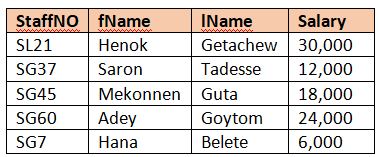 StaffNO fName lName Salary
SL21 Henok Getachew 30,000
SG37 Saron Tadesse 12,000
SG45 Mekonnen Guta 18,000
SG60 Adey Goytom 24,000
SG7 Hana Belete 6,000